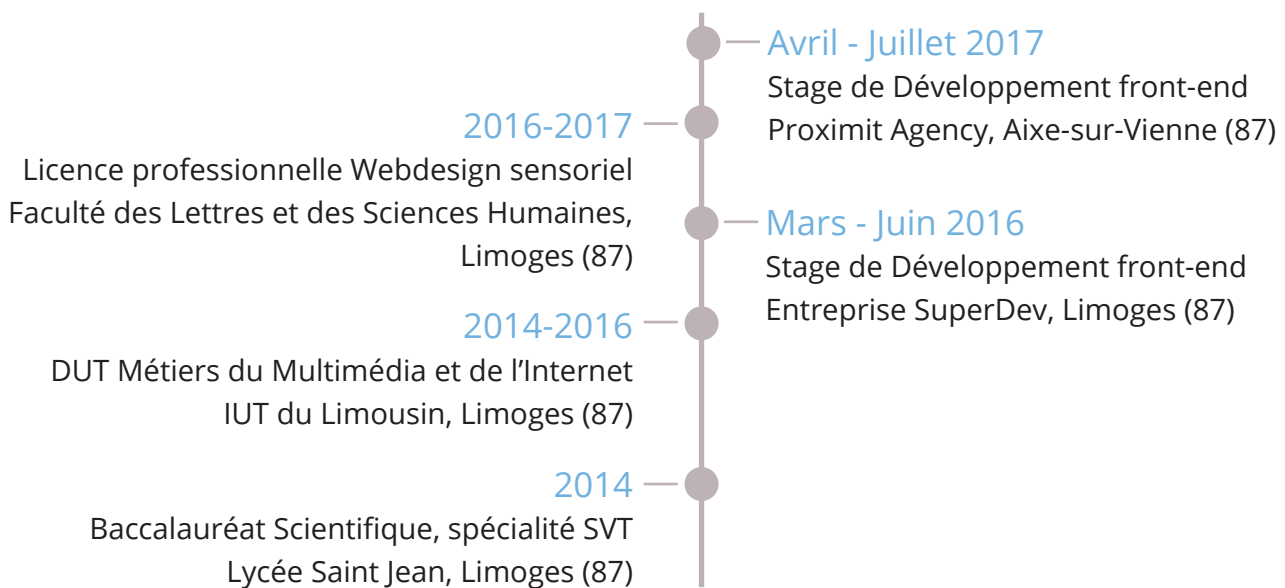 Avril - Juillet 2017
Stage de Développement front-end
Proximit Agency, Aixe-sur-Vienne (87)
2016-2017
Licence professionnelle Webdesign sensoriel
Faculté des Lettres et des Sciences Humaines,
Limoges (87)
Mars - Juin 2016
Stage de Développement front-end
Entreprise SuperDev, Limoges (87)
2014-2016
DUT Métiers du Multimédia et de l’Internet
IUT du Limousin, Limoges (87)
2014
Baccalauréat Scientifique, spécialité SVT
Lycée Saint Jean, Limoges (87)